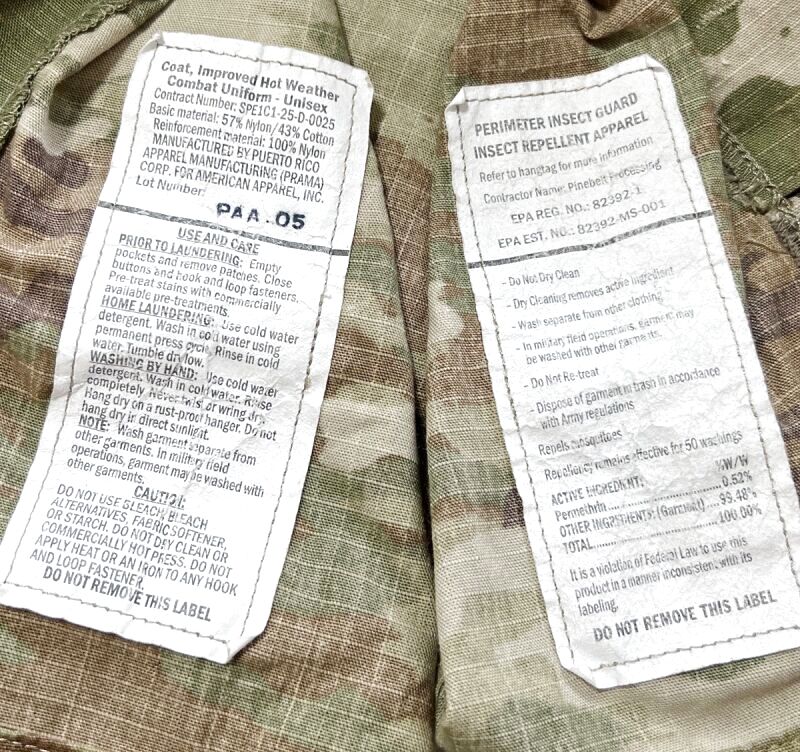 Coat, Improved Hot Weather
Combat Uniform - Unisex
Contract Number: SPE1C1-25-D-0025
Basic material: 57% Nylon/43% Cotton
Reinforcement material: 100% Nylon
MANUFACTURED BY PUERTO RICO
APPAREL MANUFACTURING (PRAMA)
CORP. FOR AMERICAN APPAREL, INC.
Lot Number:
PAA-05
USE AND CARE
PRIOR TO LAUNDERING: Empty
pockets and remove patches. Close
buttons and hook and loop fasteners.
Pre-treat stains with commercially
available pre-treatments.
HOME LAUNDERING: Use cold water
detergent. Wash in cold water using
permanent press cycle. Rinse in cold
water. Tumble dry low.
WASHING BY HAND: Use cold water
detergent. Wash in cold water. Rinse
completely. Never twist or wring dry.
Hang dry on a rust-proof hanger. Do not
hang dry in direct sunlight.
NOTE: Wash garment separate from
other garments. In military field
operations, garment may be washed with
other garments.
CAUTION:
DO NOT USE BLEACH, BLEACH
ALTERNATIVES, FABRIC SOFTENER,
OR STARCH. DO NOT DRY CLEAN OR
COMMERCIALLY HOT PRESS. DO NOT
APPLY HEAT OR AN IRON TO ANY HOOK
AND LOOP FASTENER.
DO NOT REMOVE THIS LABEL
PERIMETER INSECT GUARD
INSECT REPELLENT APPAREL
Refer to hangtag for more information
Contractor Name: Pinebelt Processing
EPA REG. NO.: 82392-1
EPA EST. NO.: 82392-MS-001
- Do Not Dry Clean
- Dry Cleaning removes active ingredient
- Wash separate from other clothing
- In military field operations, garment may
be washed with other garments.
- Do Not Re-treat
- Dispose of garment in trash in accordance
with Army regulations
Repels mosquitoes
Repellency remains effective for 50 washings
ACTIVE INGREDIENT: %W/W
Permethrin..................0.52%
OTHER INGREDIENTS: (Garment)....99.48%
TOTAL......................100.00%
It is a violation of Federal Law to use this
product in a manner inconsistent with its
labeling.
DO NOT REMOVE THIS LABEL